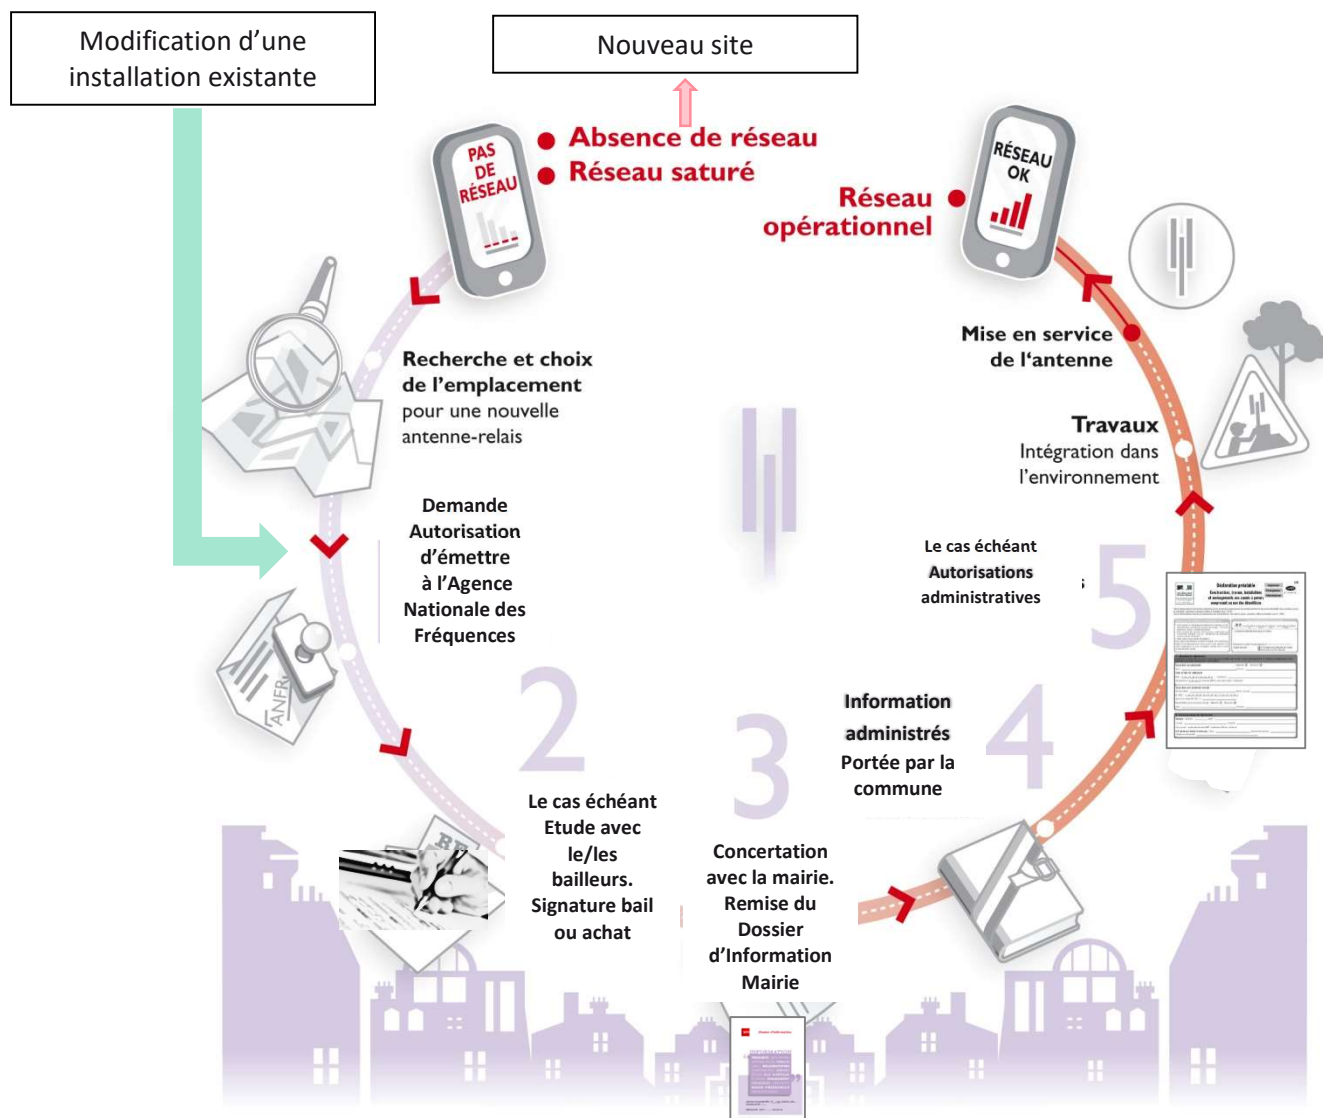 Modification d’une
installation existante
Nouveau site
Absence de réseau
Réseau saturé
PAS
DE
RÉSEAU
RÉSEAU
OK
Réseau
opérationnel
Recherche et choix
de l’emplacement
pour une nouvelle
antenne-relais
Demande
Autorisation
d’émettre
à l’Agence
Nationale des
Fréquences
ANFR
2
Le cas échéant
Etude avec
le/les
bailleurs.
Signature bail
ou achat
3
Concertation
avec la mairie.
Remise du
Dossier
d’Information
Mairie
4
Information
administrés
Portée par la
commune
5
Le cas échéant
Autorisations
administratives
Déclaration préalable
Travaux
Intégration dans
l’environnement
Mise en service
de l‘antenne